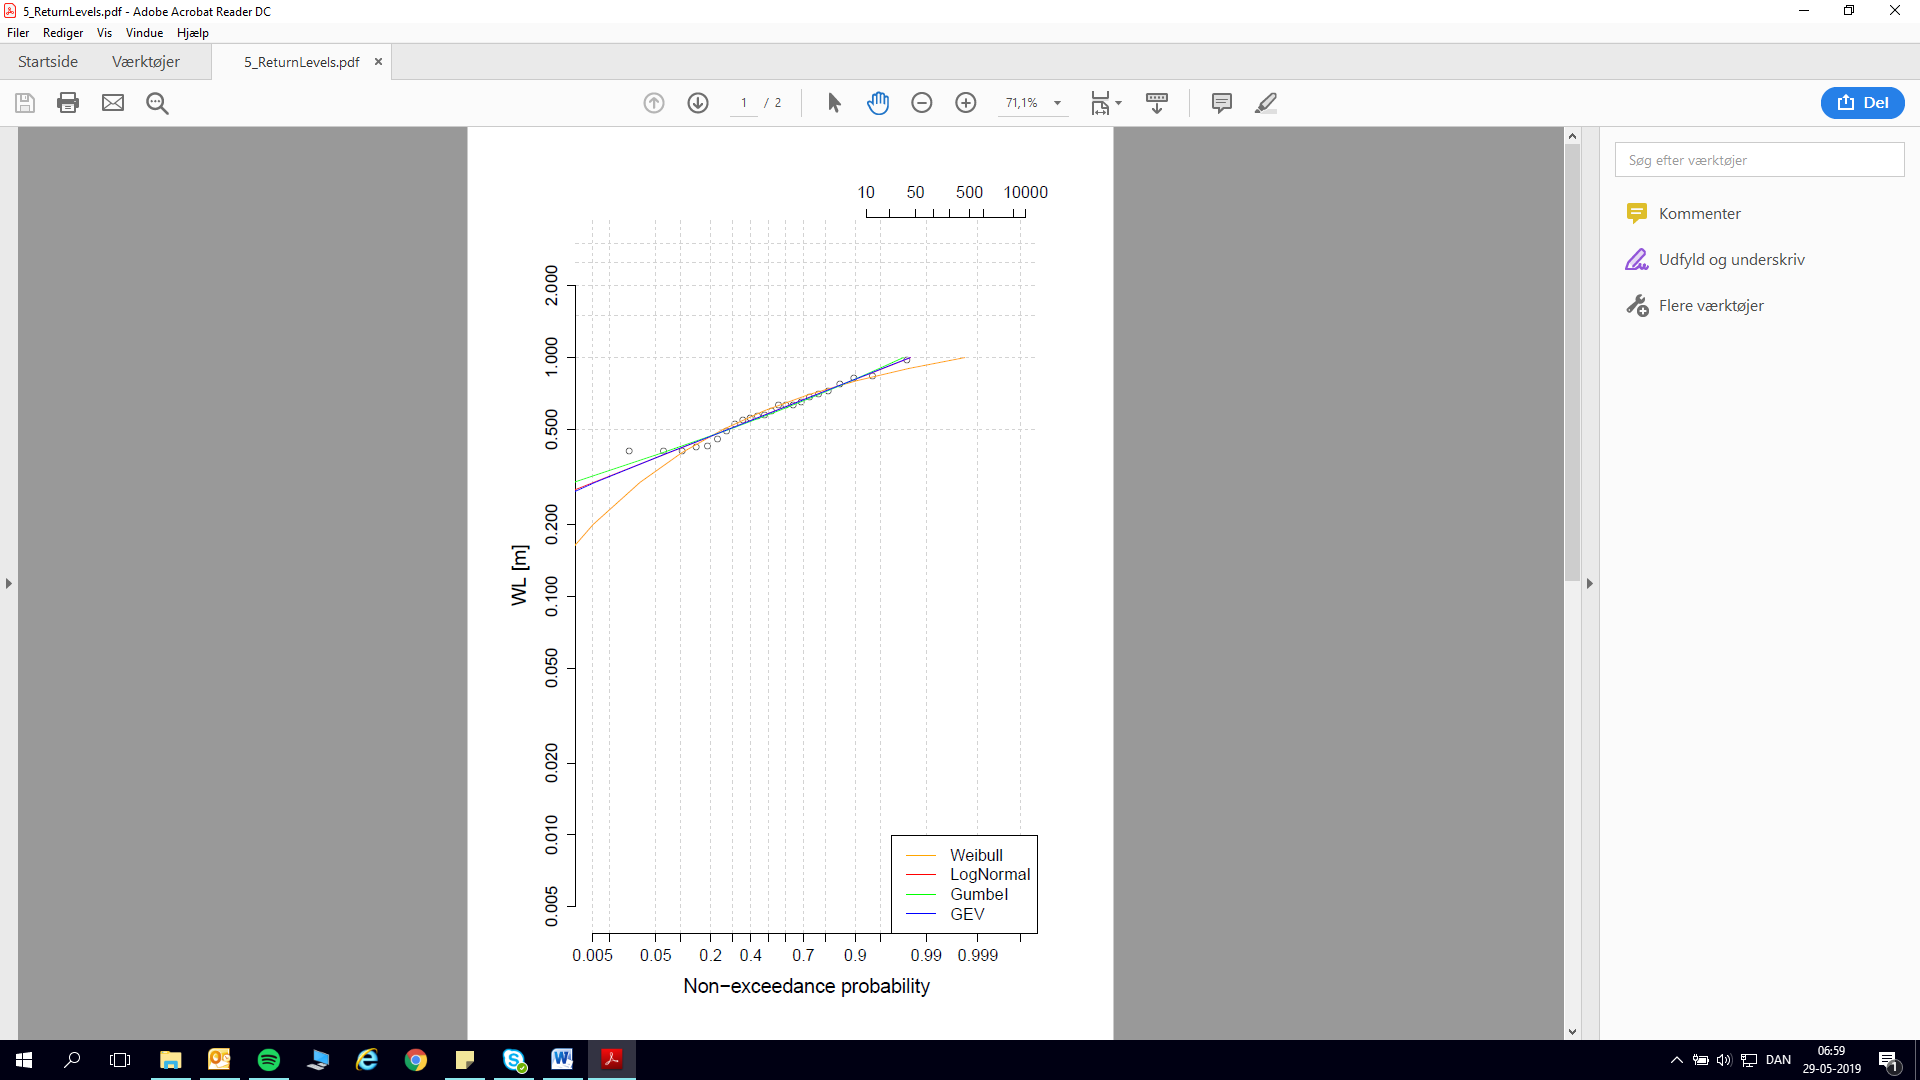 5_ReturnLevels.pdf - Adobe Acrobat Reader DC
Filer Rediger Vis Vindue Hjælp
Startside Værktøjer 5_ReturnLevels.pdf ×
1 / 2 71,1% Del
Søg efter værktøjer
Kommenter
Udfyld og underskriv
Flere værktøjer
10 50 500 10000
2.000
1.000
0.500
0.200
0.100
0.050
0.020
0.010
0.005
WL [m]
Weibull
LogNormal
Gumbel
GEV
0.005 0.05 0.2 0.4 0.7 0.9 0.99 0.999
Non−exceedance probability
DAN
06:59
29-05-2019
1